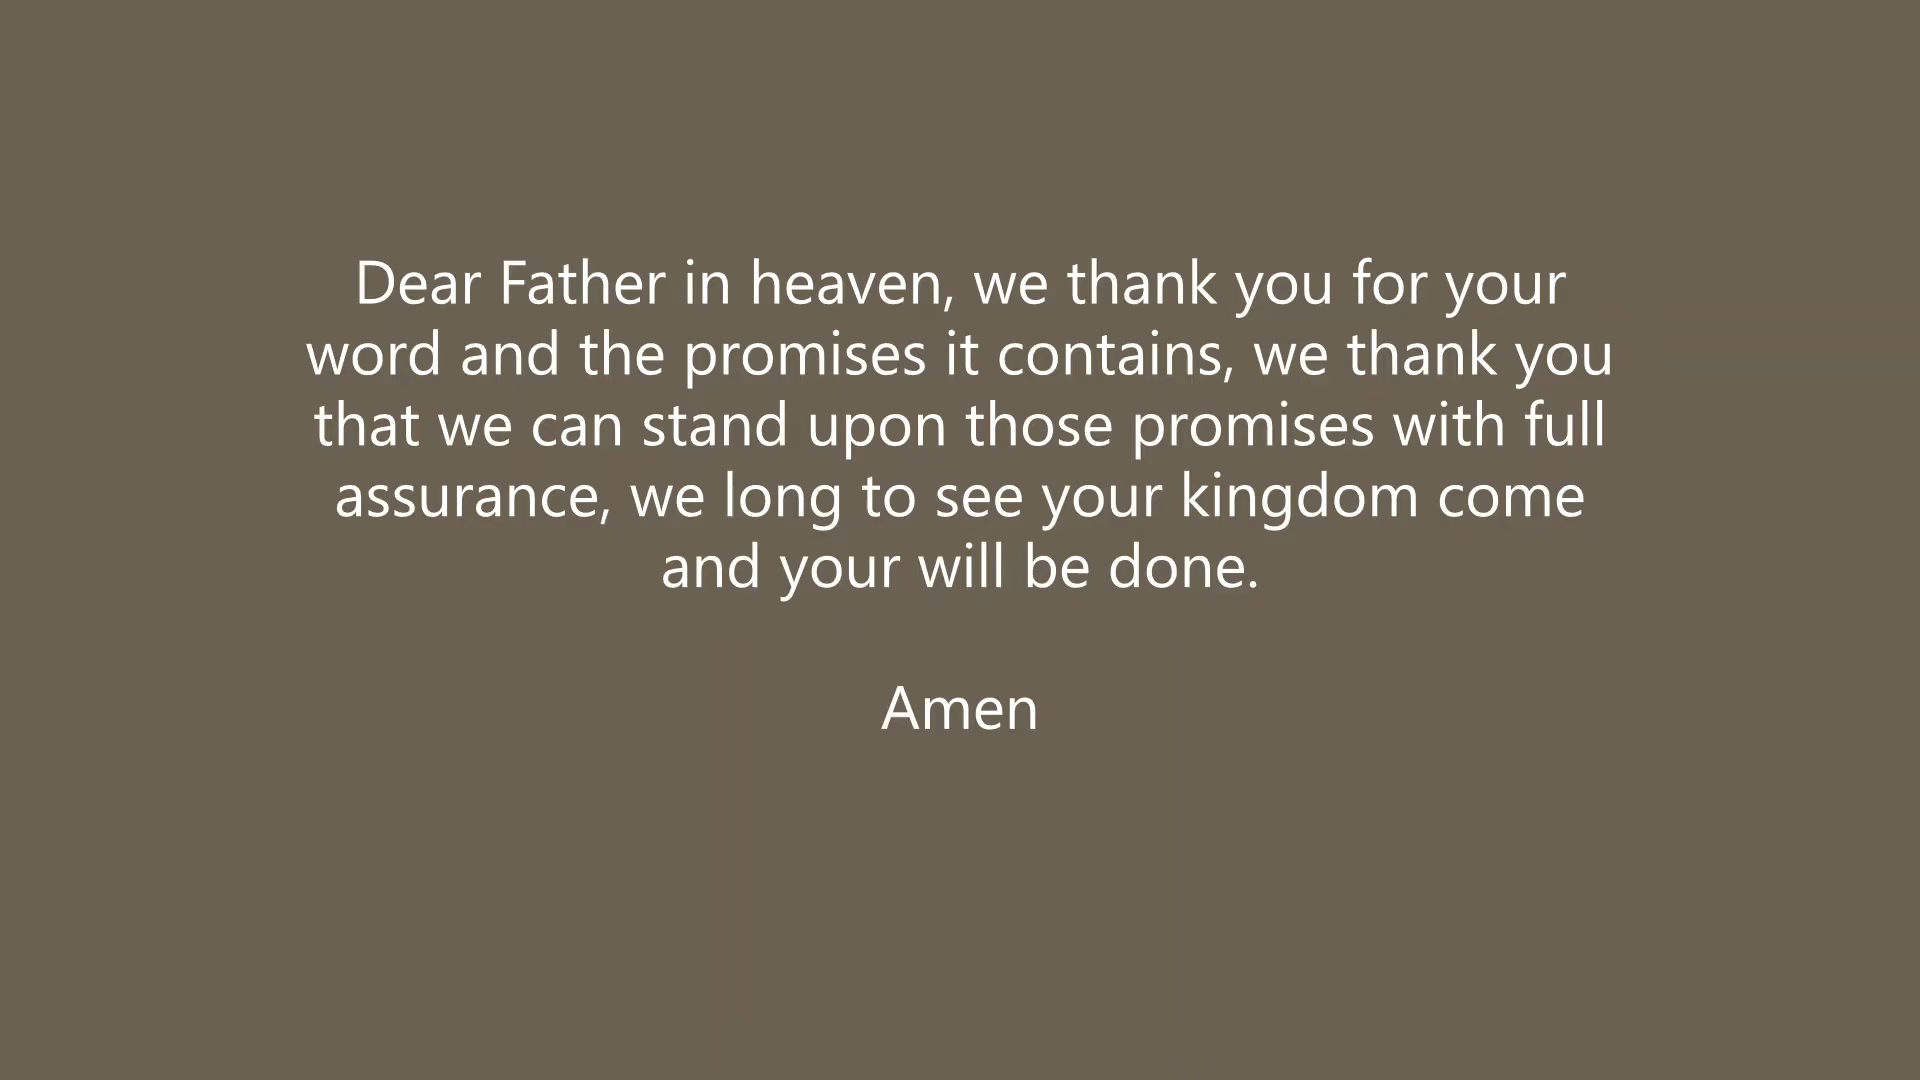 Dear Father in heaven, we thank you for your
word and the promises it contains, we thank you
that we can stand upon those promises with full
assurance, we long to see your kingdom come
and your will be done.
Amen